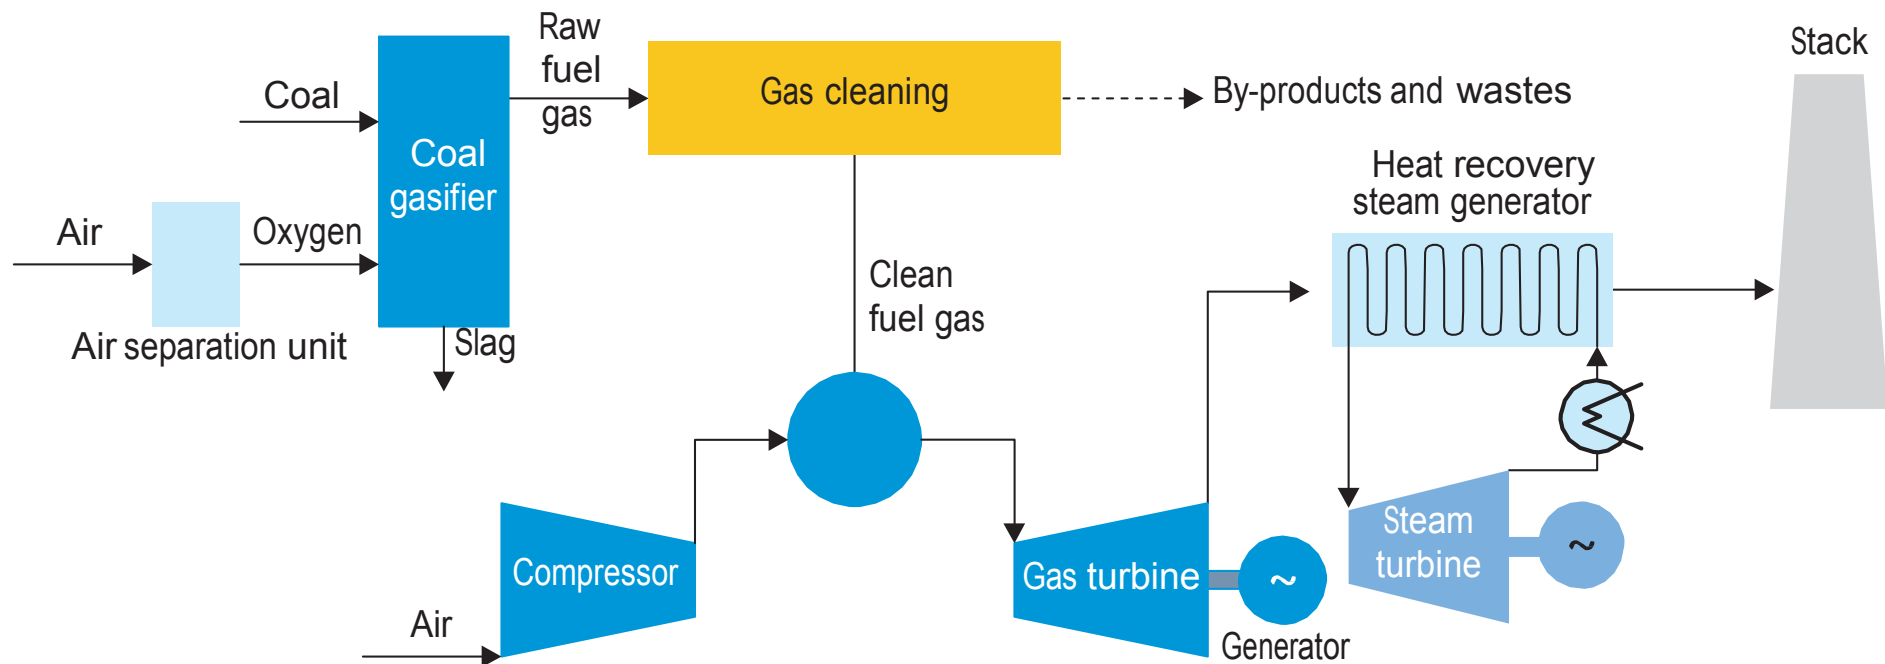 Raw
fuel
gas
Stack
Coal
Gas cleaning
By-products and wastes
Coal
gasifier
Heat recovery
steam generator
Air
Oxygen
Clean
fuel gas
Air separation unit
Slag
Compressor
Gas turbine
~
Steam
turbine
~
Air
Generator